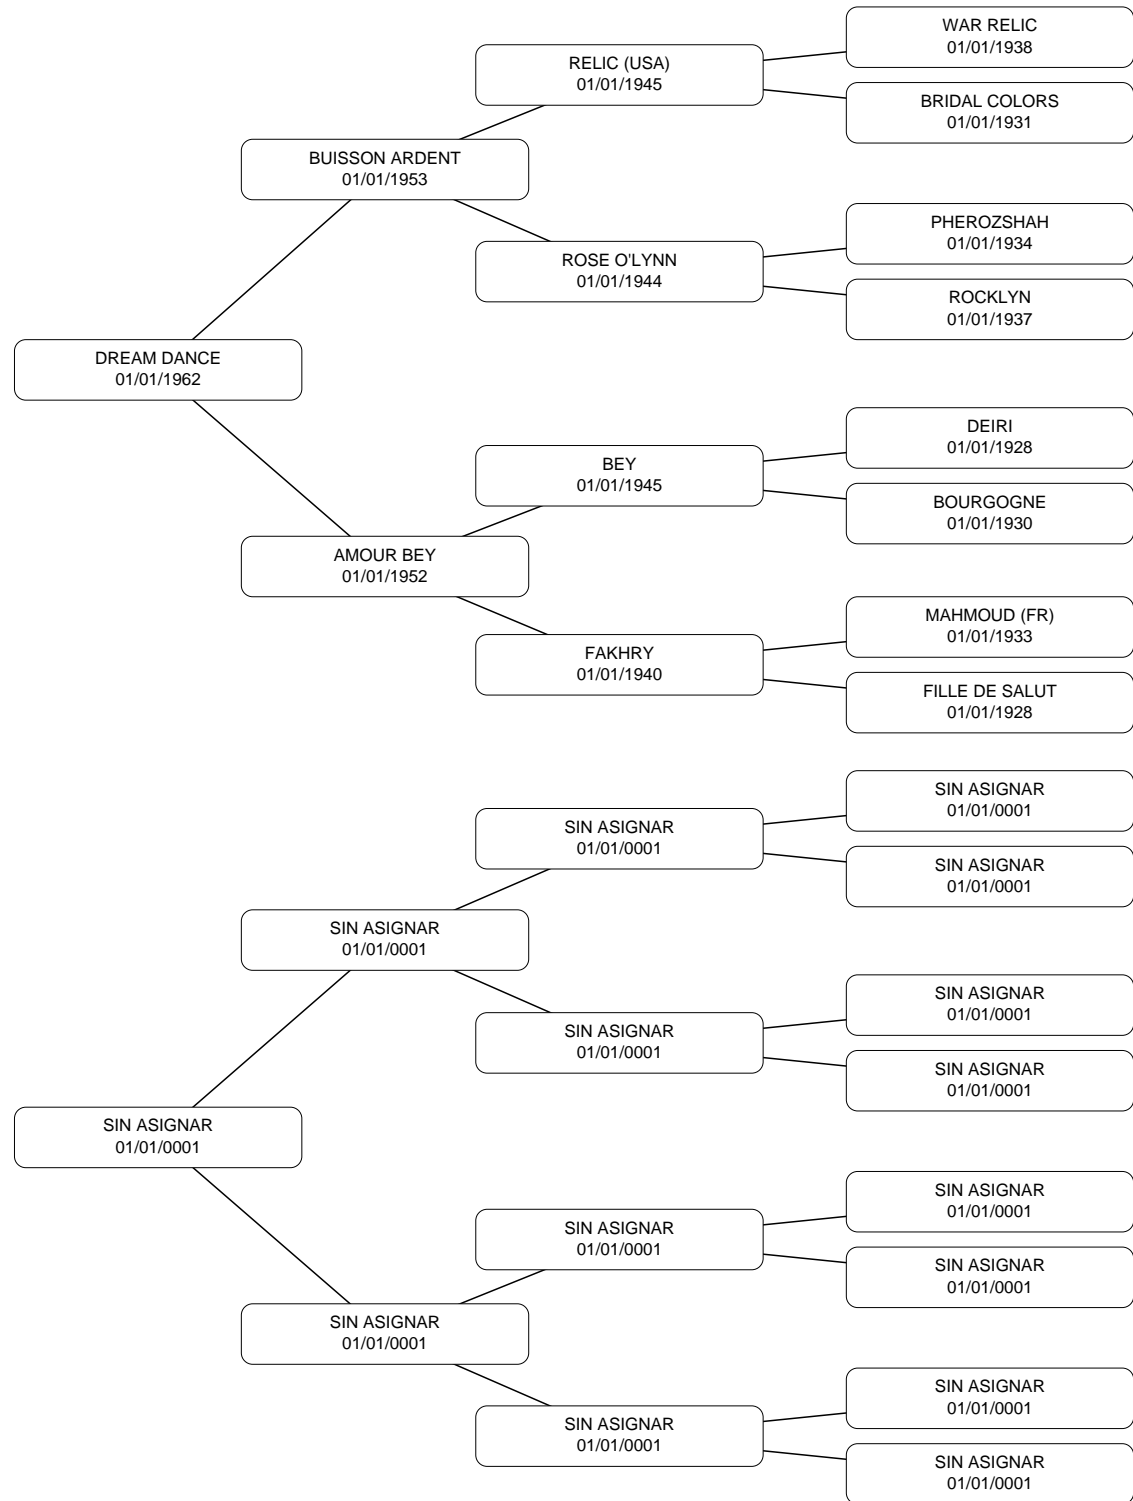 WAR RELIC
01/01/1938
RELIC (USA)
01/01/1945
BRIDAL COLORS
01/01/1931
BUISSON ARDENT
01/01/1953
PHEROZSHAH
01/01/1934
ROSE O'LYNN
01/01/1944
ROCKLYN
01/01/1937
DREAM DANCE
01/01/1962
DEIRI
01/01/1928
BEY
01/01/1945
BOURGOGNE
01/01/1930
AMOUR BEY
01/01/1952
MAHMOUD (FR)
01/01/1933
FAKHRY
01/01/1940
FILLE DE SALUT
01/01/1928
SIN ASIGNAR
01/01/0001
SIN ASIGNAR
01/01/0001
SIN ASIGNAR
01/01/0001
SIN ASIGNAR
01/01/0001
SIN ASIGNAR
01/01/0001
SIN ASIGNAR
01/01/0001
SIN ASIGNAR
01/01/0001
SIN ASIGNAR
01/01/0001
SIN ASIGNAR
01/01/0001
SIN ASIGNAR
01/01/0001
SIN ASIGNAR
01/01/0001
SIN ASIGNAR
01/01/0001
SIN ASIGNAR
01/01/0001
SIN ASIGNAR
01/01/0001
SIN ASIGNAR
01/01/0001